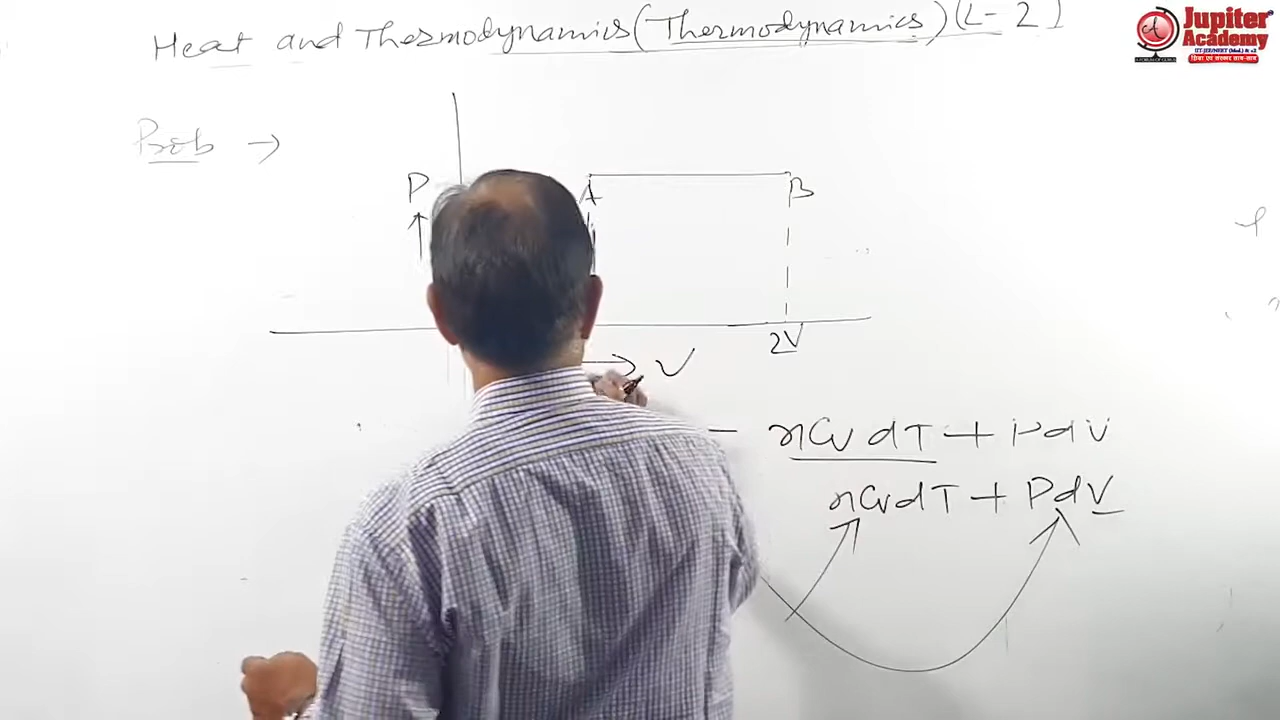 Heat and Thermodynamics (Thermodynamics) (L-2)
Jupiter
Academy
Prob →
P
A
B
2V
V
nCv dT + PdV
nCvdT + PdV